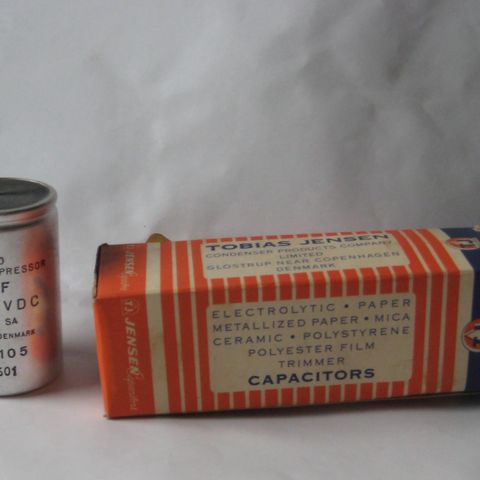 PRESSOR
F
VDC
SA
DENMARK
105
601
TOBIAS JENSEN
CONDENSER PRODUCTS COMPANY
LIMITED
GLOSTRUP NEAR COPENHAGEN
DENMARK
ELECTROLYTIC • PAPER
METALLIZED PAPER • MICA
CERAMIC • POLYSTYRENE
POLYESTER FILM
TRIMMER
CAPACITORS
JENSEN